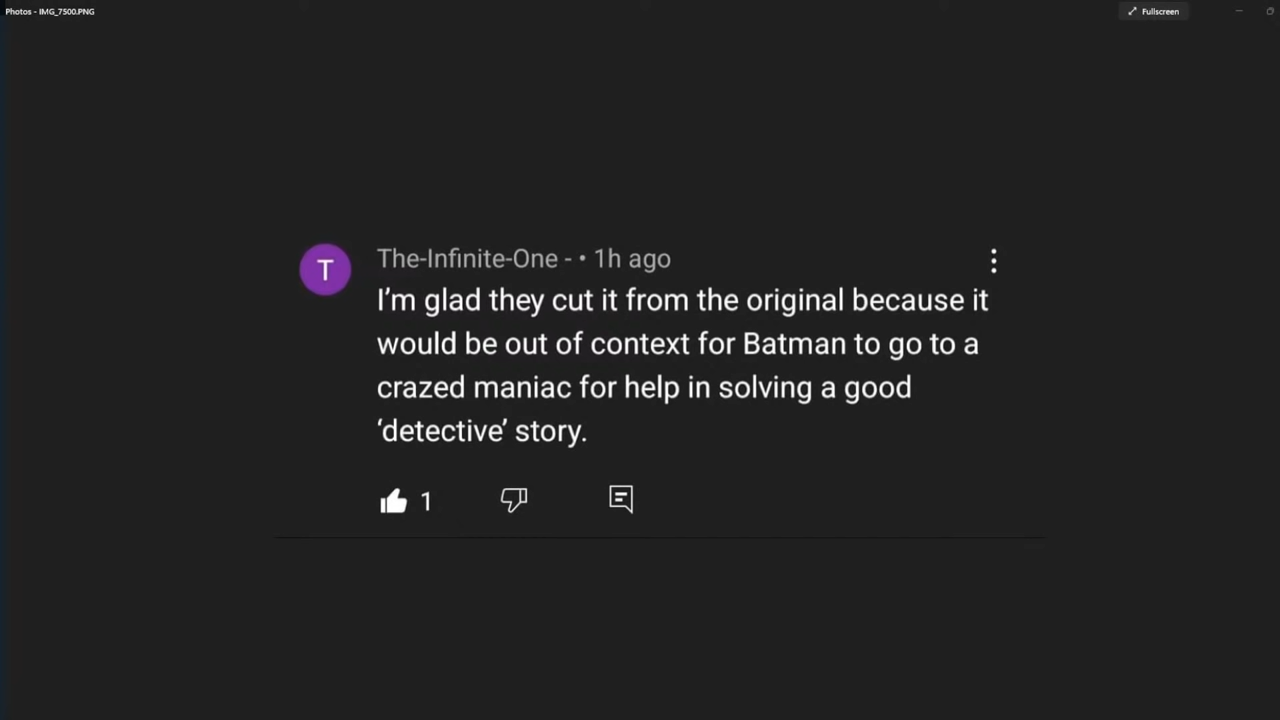 Photos - IMG_7500.PNG
Fullscreen
T
The-Infinite-One - • 1h ago
I’m glad they cut it from the original because it
would be out of context for Batman to go to a
crazed maniac for help in solving a good
‘detective’ story.
1